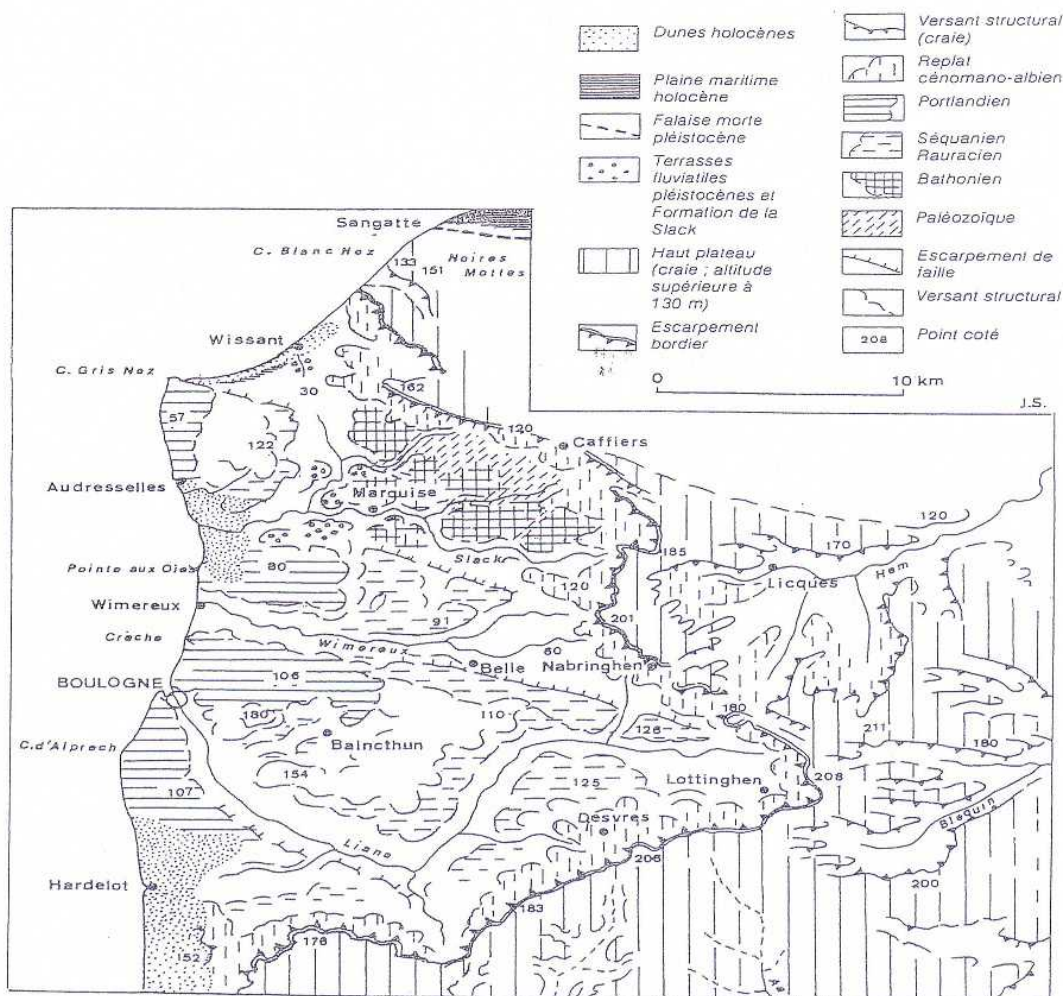 Dunes holocènes
Plaine maritime
holocène
Falaise morte
pléistocène
Terrasses
fluviatiles
pléistocènes et
Formation de la
Slack
Haut plateau
(craie ; altitude
supérieure à
130 m)
Escarpement
bordier
Versant structural
(craie)
Replat
cénomano-albien
Portlandien
Séquanien
Rauracien
Bathonien
Paléozoïque
Escarpement de
faille
Versant structural
208 Point coté
0 10 km
J.S.
Sangatte
C. Blanc Nez
133
151
Noires
Mottes
Wissant
C. Gris Nez
30
162
57
122
120
Caffiers
Audresselles
Marquise
120
185
170
Slack
Licques
Hem
Pointe aux Oies
80
120
Wimereux
91
201
Crèche
Wimereux
60
Belle
Nabringhen
BOULOGNE
106
180
110
126
180
211
180
C. d'Alprech
Baincthun
154
125
Lottinghen
208
107
Desvres
Bléquin
Liane
206
200
Hardelot
183
176
152
Aa